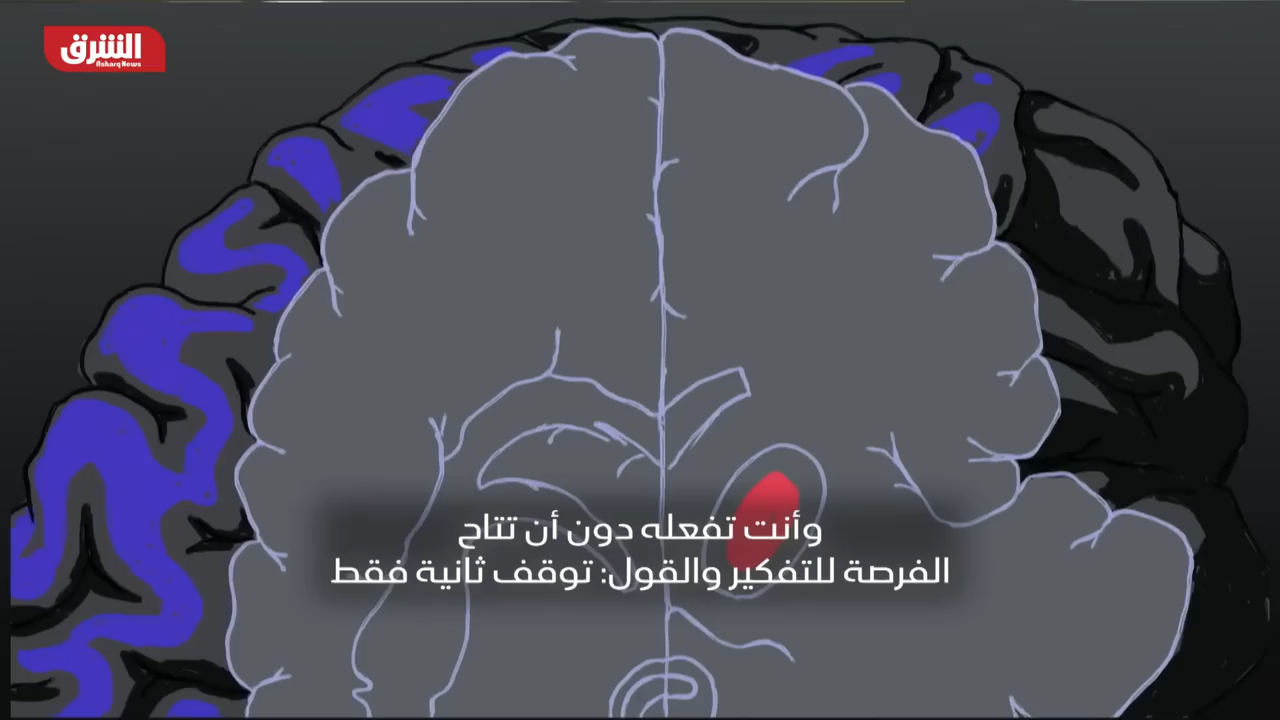 الشرق
Asharq News
وأنت تفعله دون أن تتاح
الفرصة للتفكير والقول: توقف ثانية فقط